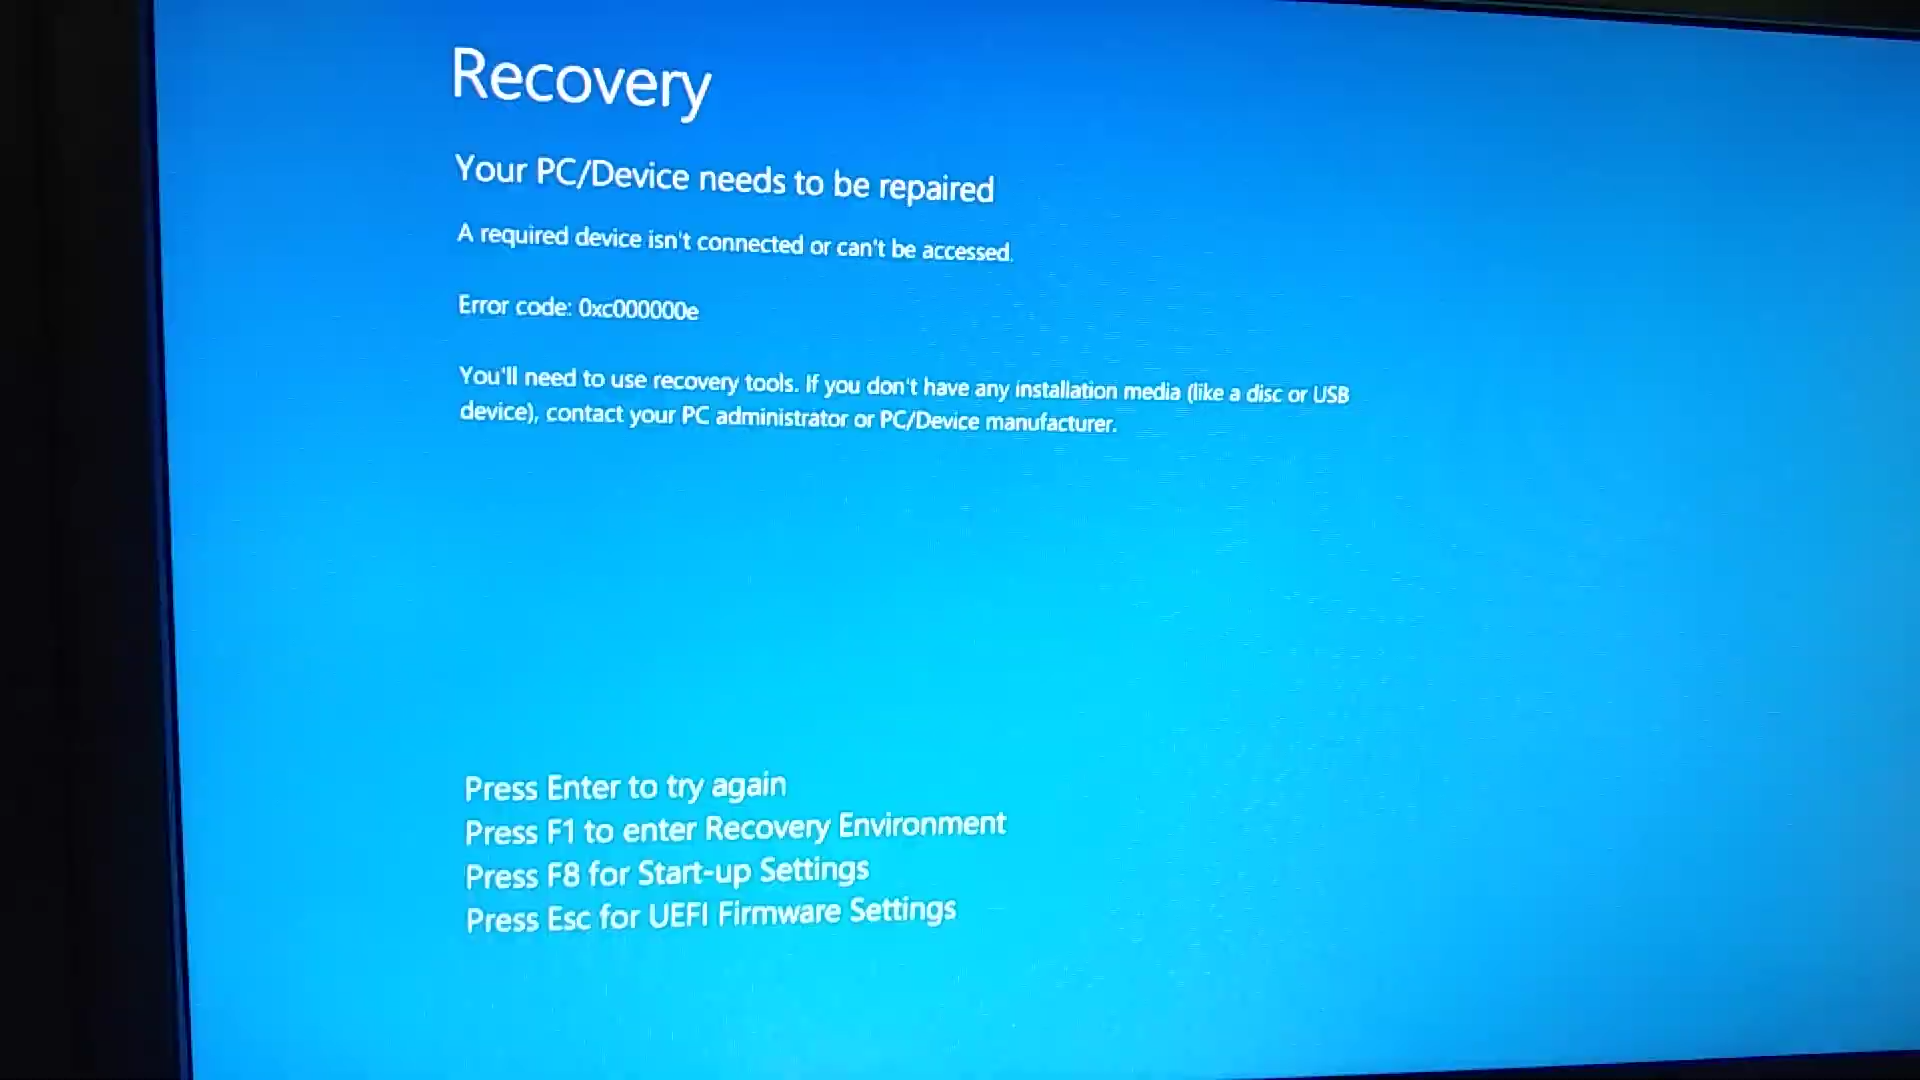 Recovery
Your PC/Device needs to be repaired
A required device isn't connected or can't be accessed.
Error code: 0xc000000e
You'll need to use recovery tools. If you don't have any installation media (like a disc or USB
device), contact your PC administrator or PC/Device manufacturer.
Press Enter to try again
Press F1 to enter Recovery Environment
Press F8 for Start-up Settings
Press Esc for UEFI Firmware Settings